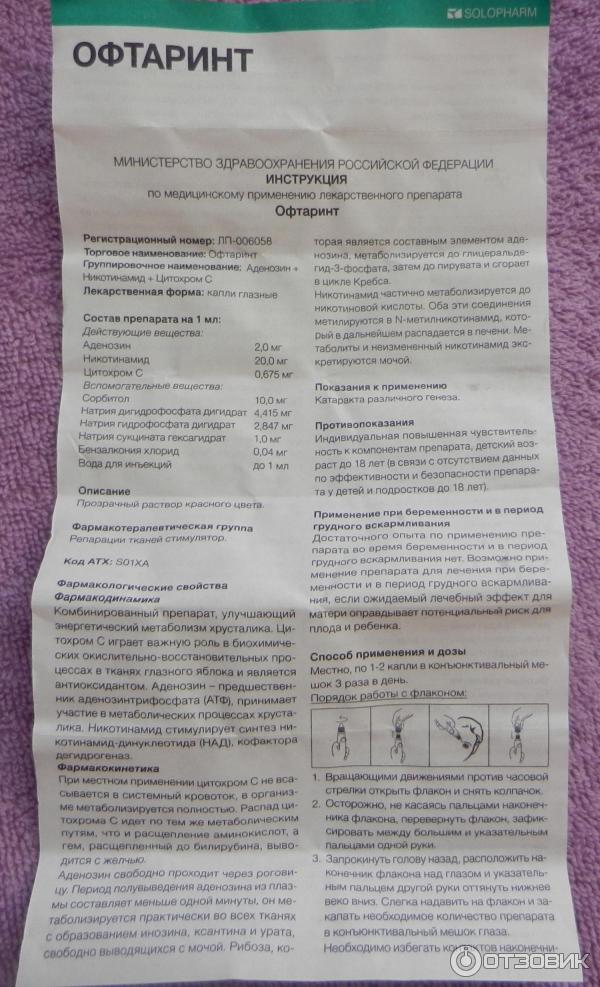 SOLOPHARM
ОФТАРИНТ
МИНИСТЕРСТВО ЗДРАВООХРАНЕНИЯ РОССИЙСКОЙ ФЕДЕРАЦИИ
ИНСТРУКЦИЯ
по медицинскому применению лекарственного препарата
Офтаринт
Регистрационный номер: ЛП-006058
Торговое наименование: Офтаринт
Группировочное наименование: Аденозин +
Никотинамид + Цитохром С
Лекарственная форма: капли глазные
Состав препарата на 1 мл:
Действующие вещества:
Аденозин 2,0 мг
Никотинамид 20,0 мг
Цитохром С 0,675 мг
Вспомогательные вещества:
Сорбитол 10,0 мг
Натрия дигидрофосфата дигидрат 4,415 мг
Натрия гидрофосфата дигидрат 2,847 мг
Натрия сукцината гексагидрат 1,0 мг
Бензалкония хлорид 0,04 мг
Вода для инъекций до 1 мл
Описание
Прозрачный раствор красного цвета.
Фармакотерапевтическая группа
Репарации тканей стимулятор.
Код АТХ: S01XA
Фармакологические свойства
Фармакодинамика
Комбинированный препарат, улучшающий
энергетический метаболизм хрусталика. Ци-
тохром С играет важную роль в биохимиче-
ских окислительно-восстановительных про-
цессах в тканях глазного яблока и является
антиоксидантом. Аденозин – предшествен-
ник аденозинтрифосфата (АТФ), принимает
участие в метаболических процессах хруста-
лика. Никотинамид стимулирует синтез ни-
котинамид-динуклеотида (НАД), кофактора
дегидрогеназ.
Фармакокинетика
При местном применении цитохром С не вса-
сывается в системный кровоток, в организ-
ме метаболизируется полностью. Распад ци-
тохрома С идет по тем же метаболическим
путям, что и расщепление аминокислот, а
гем, расщепленный до билирубина, выво-
дится с желчью.
Аденозин свободно проходит через рогови-
цу. Период полувыведения аденозина из плаз-
мы составляет меньше одной минуты, он ме-
таболизируется практически во всех тканях
с образованием инозина, ксантина и урата,
свободно выводящихся с мочой. Рибоза, ко-
торая является составным элементом аде-
нозина, метаболизируется до глицеральде-
гид-3-фосфата, затем до пирувата и сгорает
в цикле Кребса.
Никотинамид частично метаболизируется до
никотиновой кислоты. Оба эти соединения
метилируются в N-метилникотинамид, кото-
рый в дальнейшем распадается в печени. Ме-
таболиты и неизмененный никотинамид экс-
кретируются мочой.
Показания к применению
Катаракта различного генеза.
Противопоказания
Индивидуальная повышенная чувствитель-
ность к компонентам препарата, детский воз-
раст до 18 лет (в связи с отсутствием данных
по эффективности и безопасности препара-
та у детей и подростков до 18 лет).
Применение при беременности и в период
грудного вскармливания
Достаточного опыта по применению пре-
парата во время беременности и в период
грудного вскармливания нет. Возможно при-
менение препарата для лечения при бере-
менности и в период грудного вскармлива-
ния, если ожидаемый лечебный эффект для
матери оправдывает потенциальный риск для
плода и ребенка.
Способ применения и дозы
Местно, по 1-2 капли в конъюнктивальный ме-
шок 3 раза в день.
Порядок работы с флаконом:
1. Вращающими движениями против часовой
стрелки открыть флакон и снять колпачок.
2. Осторожно, не касаясь пальцами наконеч-
ника флакона, перевернуть флакон, зафик-
сировать между большим и указательным
пальцами одной руки.
3. Запрокинуть голову назад, расположить на-
конечник флакона над глазом и указатель-
ным пальцем другой руки оттянуть нижнее
веко вниз. Слегка надавить на флакон и за-
капать необходимое количество препарата
в конъюнктивальный мешок глаза.
Необходимо избегать контактов наконечни-
ОТЗОВИК